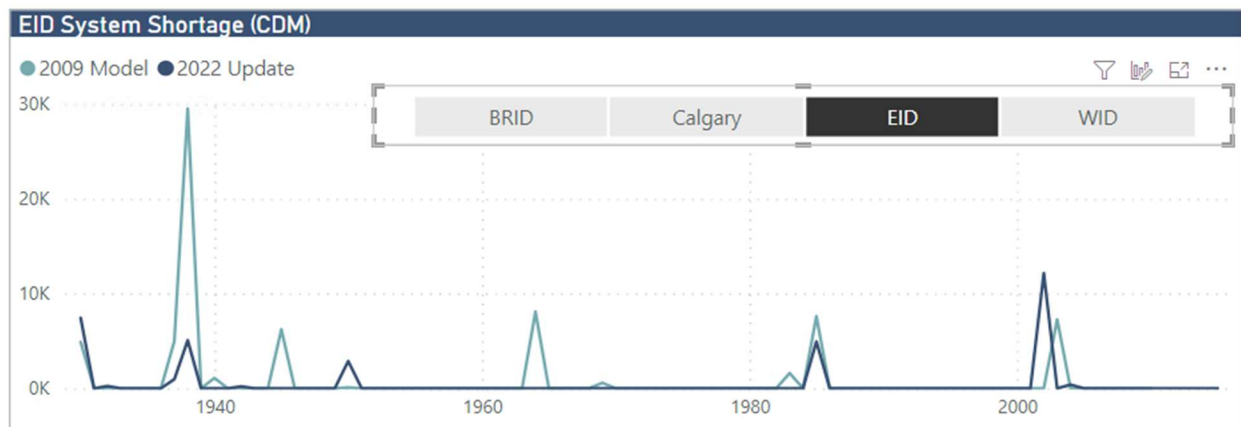 EID System Shortage (CDM)
2009 Model 2022 Update
BRID Calgary EID WID
30K
20K
10K
0K
1940 1960 1980 2000